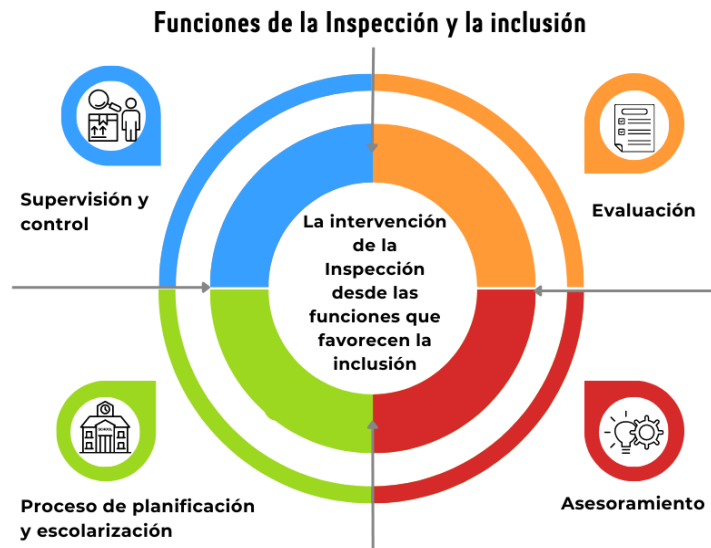 Funciones de la Inspección y la inclusión
Supervisión y
control
Evaluación
La intervención
de la
Inspección
desde las
funciones que
favorecen la
inclusión
SCHOOL
Proceso de planificación
y escolarización
Asesoramiento